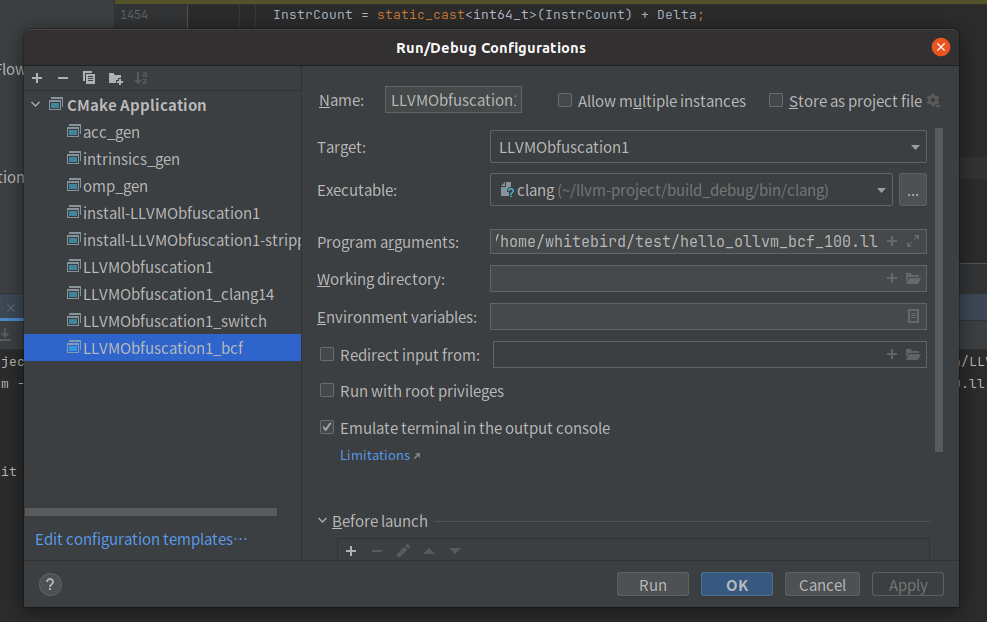 1454 InstrCount = static_cast<int64_t>(InstrCount) + Delta;
Run/Debug Configurations
CMake Application
acc_gen
intrinsics_gen
omp_gen
install-LLVMObfuscation1
install-LLVMObfuscation1-stripp
LLVMObfuscation1
LLVMObfuscation1_clang14
LLVMObfuscation1_switch
LLVMObfuscation1_bcf
Edit configuration templates...
Name: LLVMObfuscation1 Allow multiple instances Store as project file
Target: LLVMObfuscation1
Executable: clang (~/llvm-project/build_debug/bin/clang) ...
Program arguments: /home/whitebird/test/hello_ollvm_bcf_100.ll
Working directory:
Environment variables:
Redirect input from:
Run with root privileges
Emulate terminal in the output console
Limitations ↗
Before launch
? Run OK Cancel Apply
Flow
tion
jec
m -
it
/LL
.ll